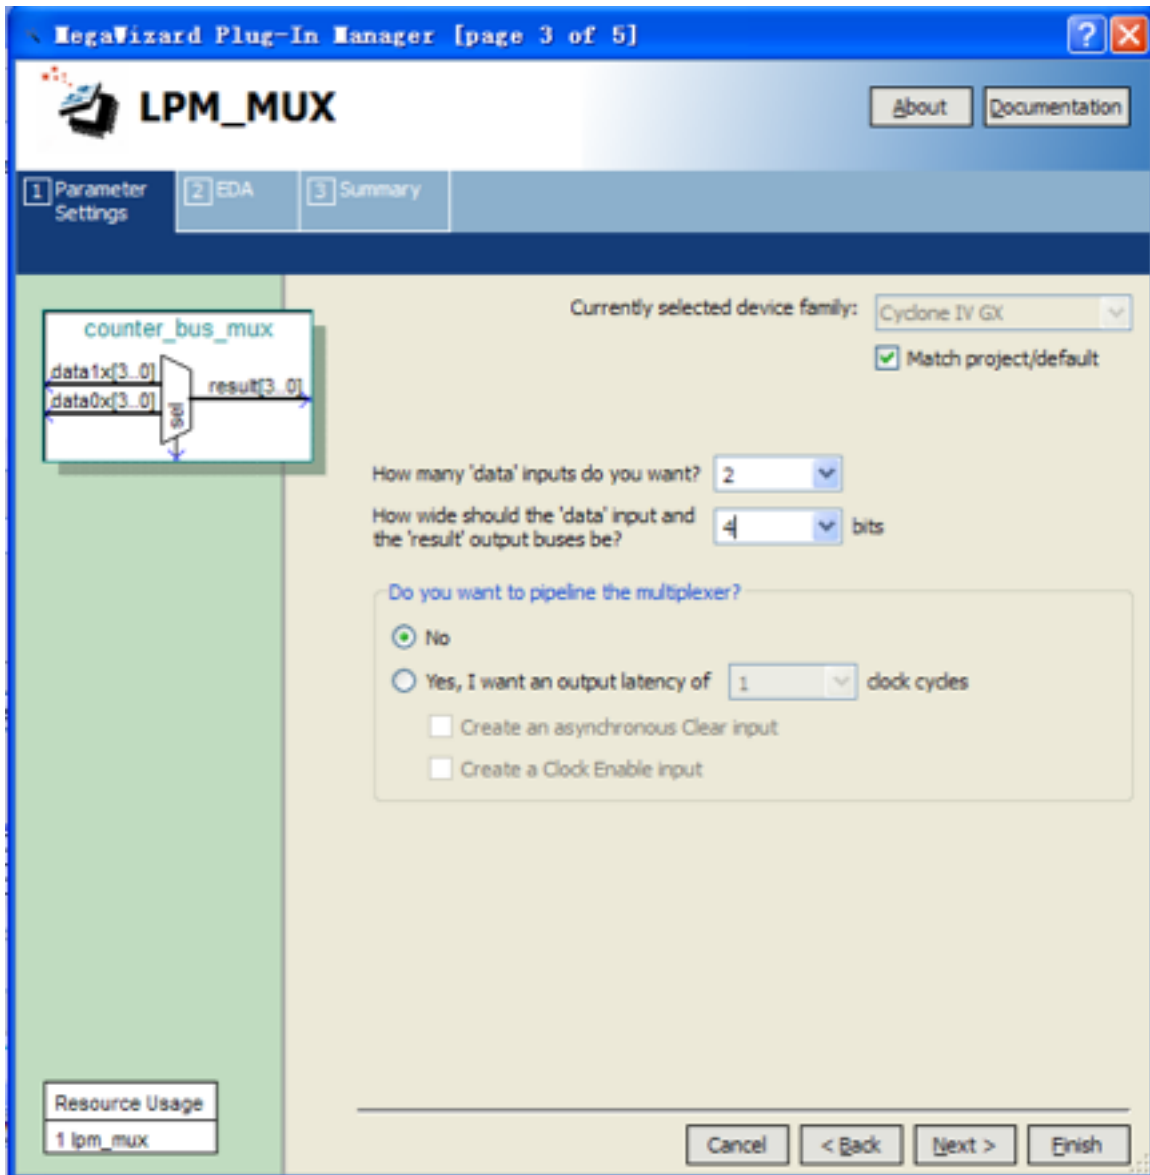 MegaWizard Plug-In Manager [page 3 of 5]
LPM_MUX
About
Documentation
1 Parameter Settings
2 EDA
3 Summary
Currently selected device family:
Cyclone IV GX
Match project/default
counter_bus_mux
data1x[3..0]
data0x[3..0]
result[3..0]
sel
How many 'data' inputs do you want?
2
How wide should the 'data' input and
the 'result' output buses be?
4
bits
Do you want to pipeline the multiplexer?
No
Yes, I want an output latency of
1
clock cycles
Create an asynchronous Clear input
Create a Clock Enable input
Resource Usage
1 lpm_mux
Cancel
< Back
Next >
Finish